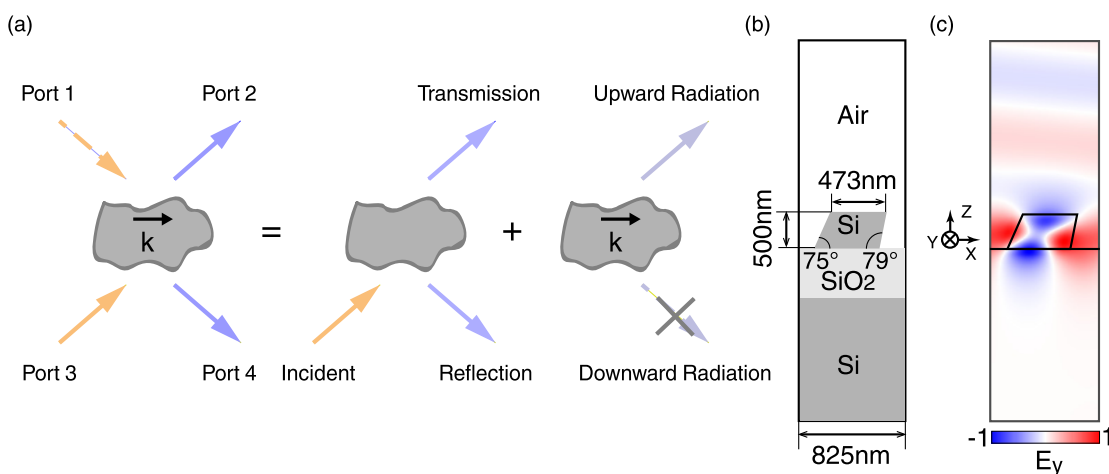 (a)
Port 1
Port 2
k
Port 3
Port 4
=
Transmission
Incident
Reflection
+
Upward Radiation
k
Downward Radiation
(b)
Air
473nm
500nm
Si
75°
79°
SiO2
Si
825nm
Z
Y
X
(c)
-1
1
Ey